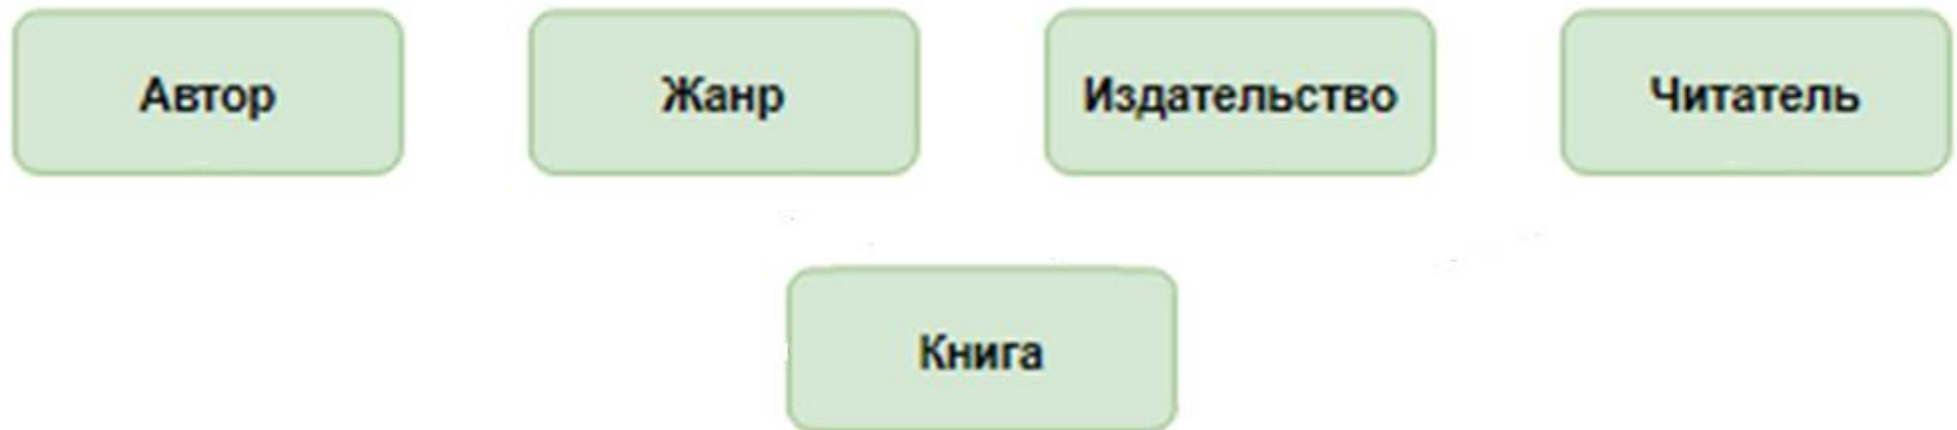 Автор
Жанр
Издательство
Читатель
Книга